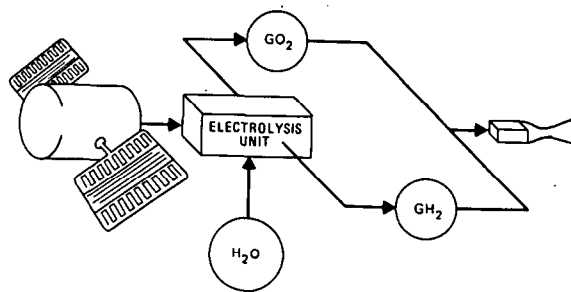 GO₂
ELECTROLYSIS
UNIT
GH₂
H₂O